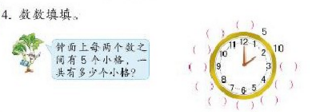 4. 数数填填。
钟面上每两个数之
间有5个小格，一
共有多少个小格？
( ) ( ) 5
( ) 10
( ) ( )
( ) ( )
( ) ( )
( )
12
1
2
3
4
5
6
7
8
9
10
11